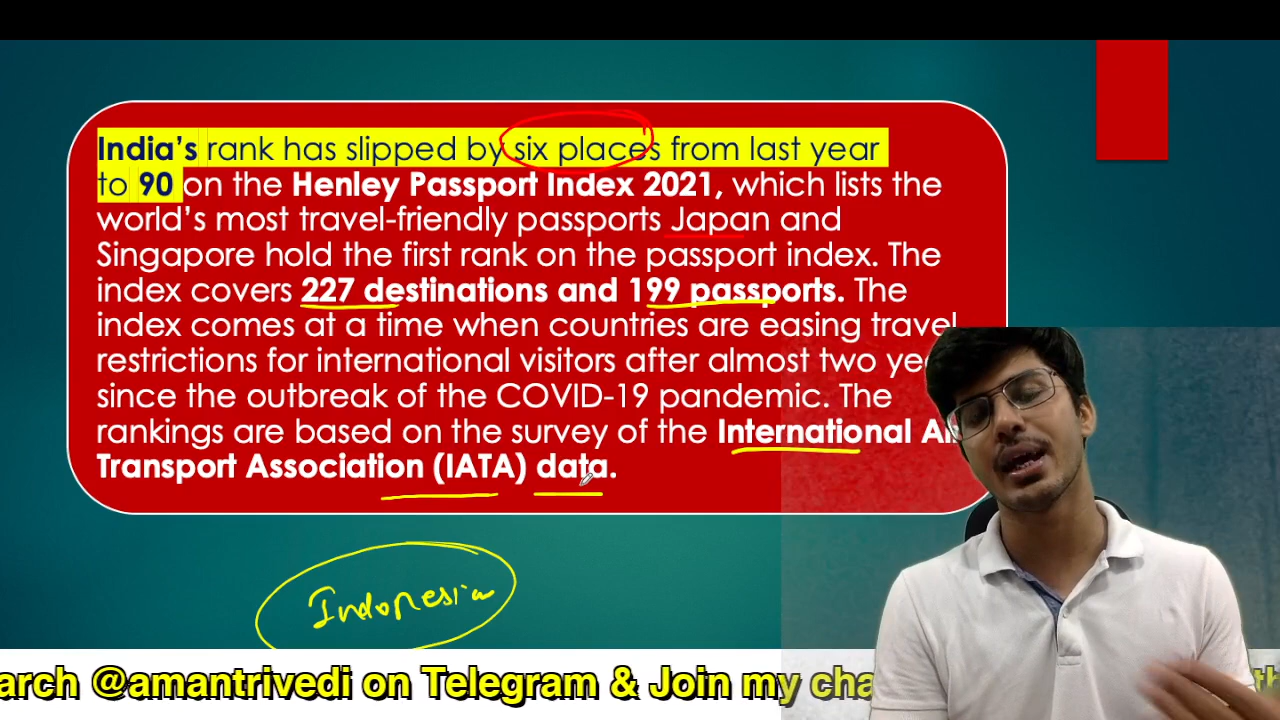 India's rank has slipped by six places from last year
to 90 on the Henley Passport Index 2021, which lists the
world's most travel-friendly passports Japan and
Singapore hold the first rank on the passport index. The
index covers 227 destinations and 199 passports. The
index comes at a time when countries are easing travel
restrictions for international visitors after almost two ye
since the outbreak of the COVID-19 pandemic. The
rankings are based on the survey of the International Ai
Transport Association (IATA) data.
Indonesia
arch @amantrivedi on Telegram & Join my cha